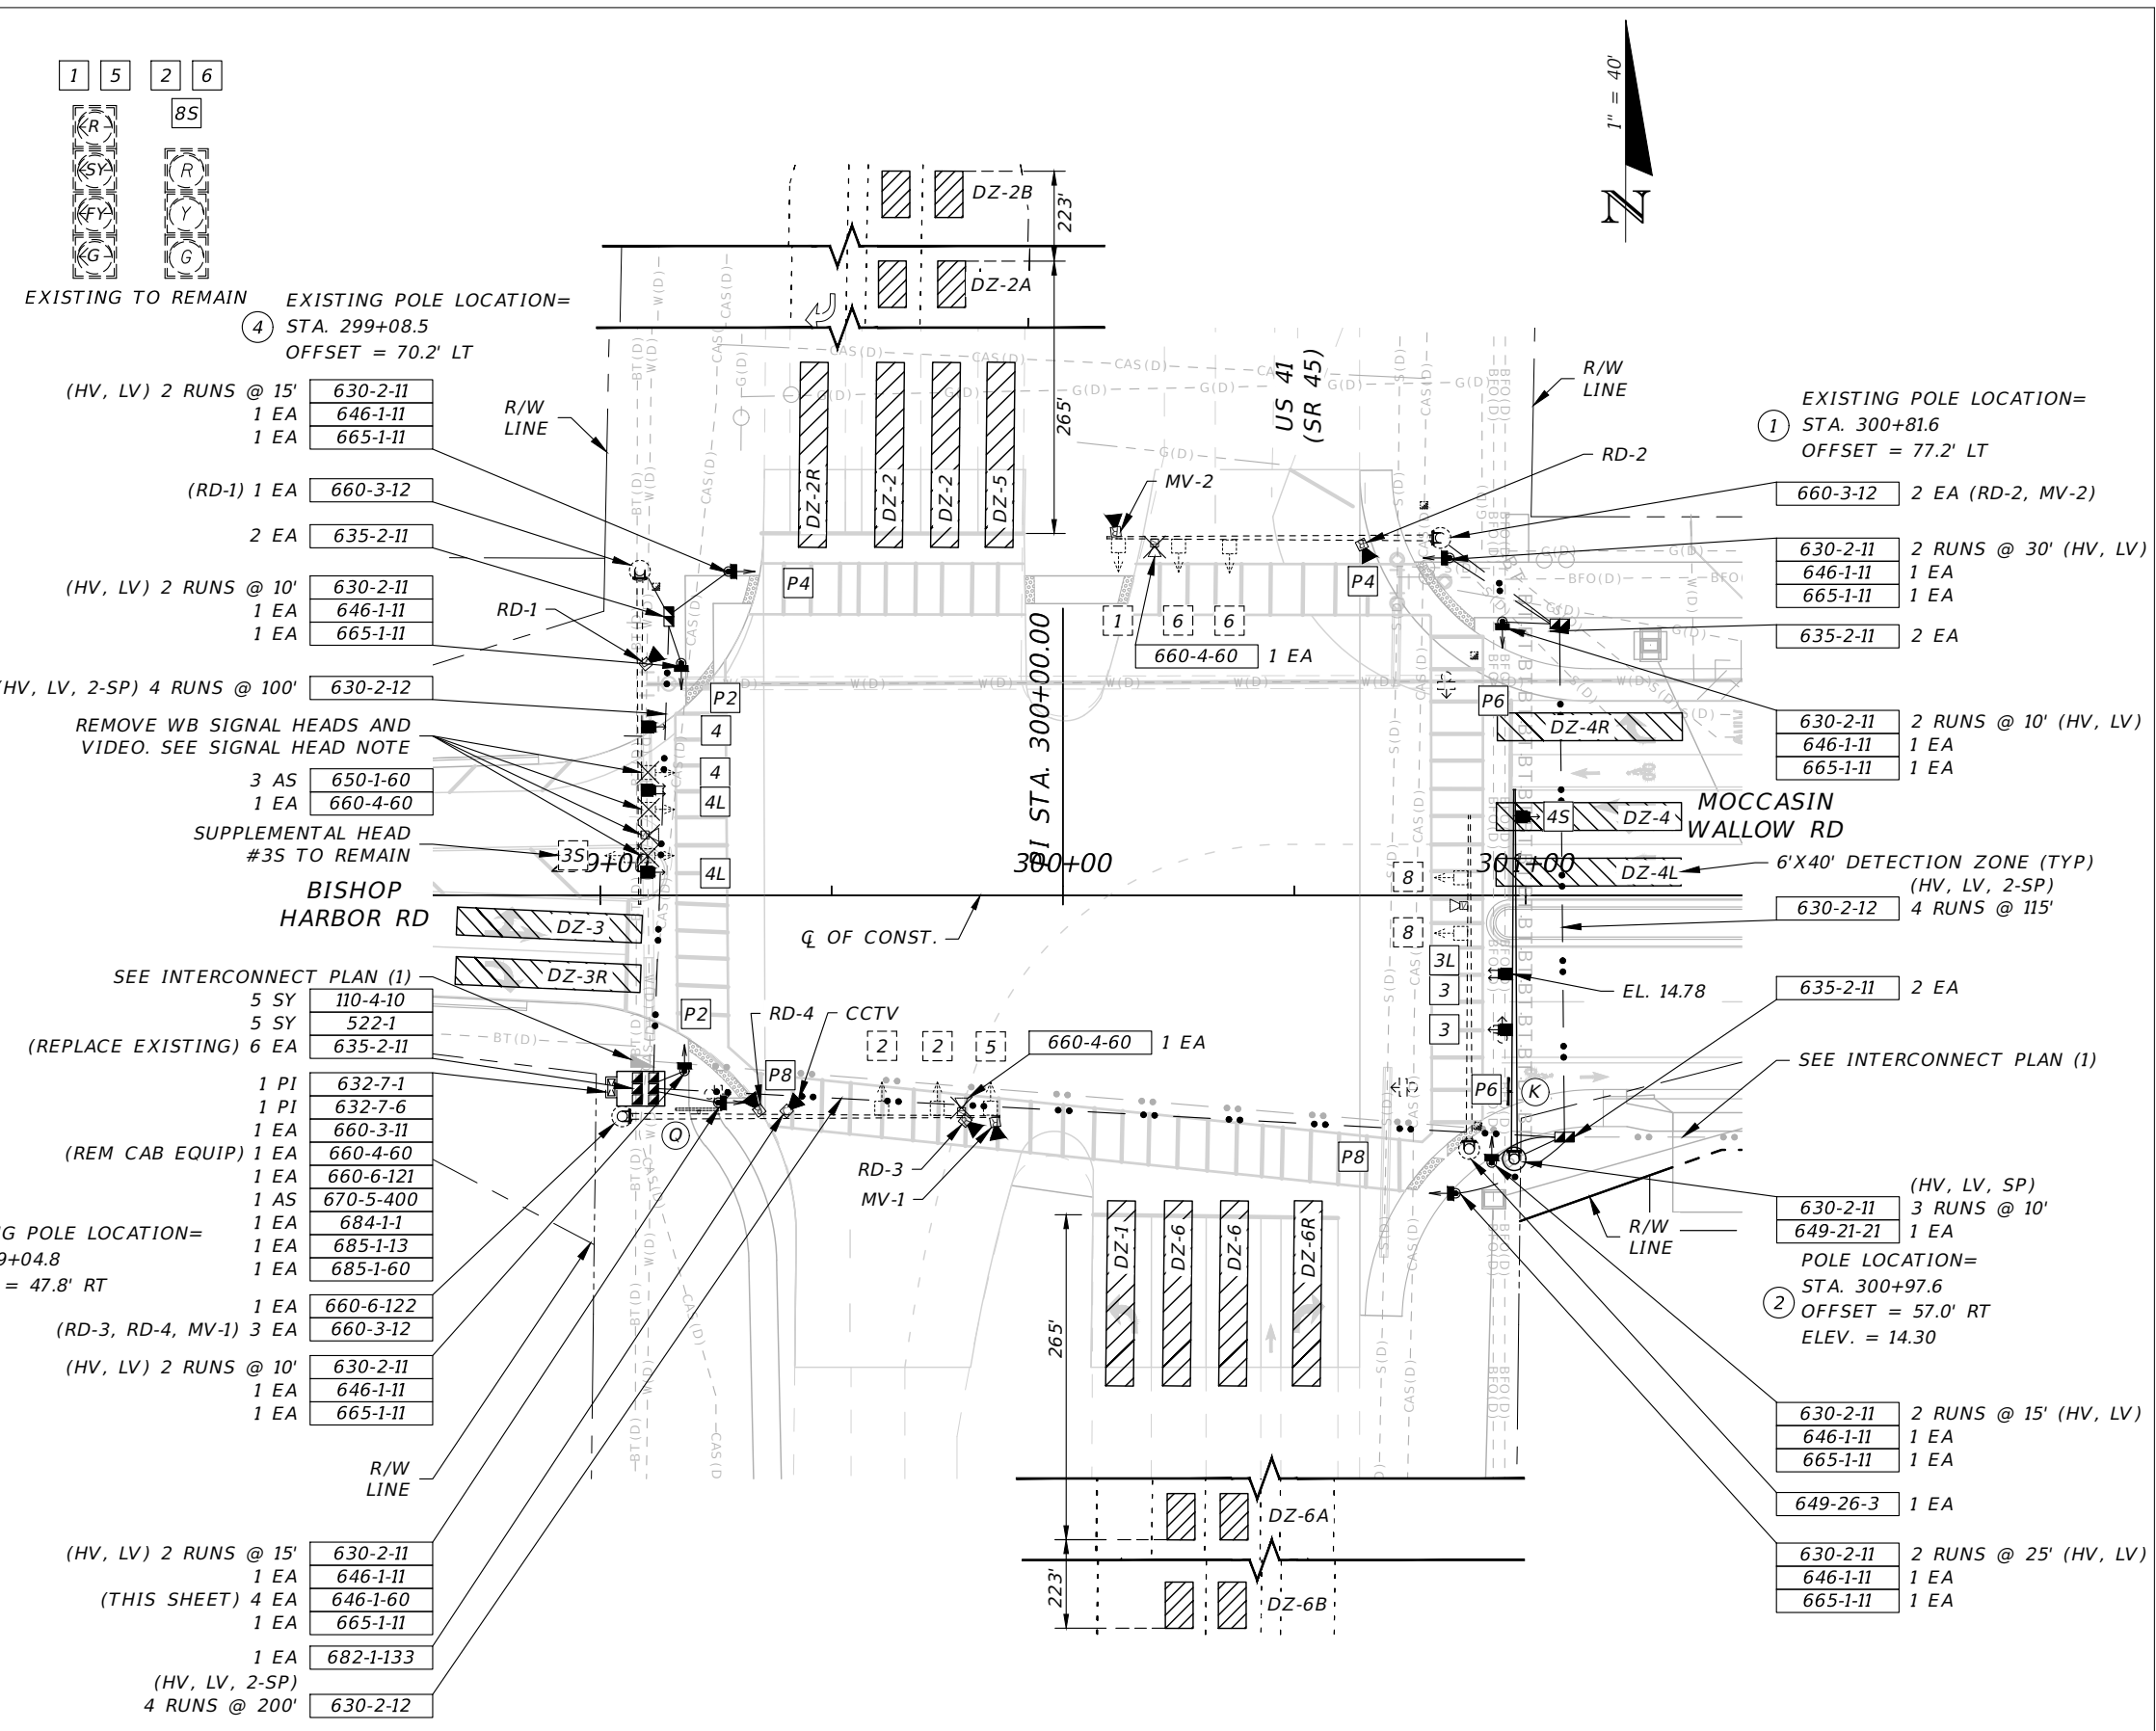 1 5 2 6
8S
R
SY
FY
G
R
Y
G
EXISTING TO REMAIN
4
EXISTING POLE LOCATION=
STA. 299+08.5
OFFSET = 70.2' LT
(HV, LV) 2 RUNS @ 15' 630-2-11
1 EA 646-1-11
1 EA 665-1-11
(RD-1) 1 EA 660-3-12
2 EA 635-2-11
(HV, LV) 2 RUNS @ 10' 630-2-11
1 EA 646-1-11
1 EA 665-1-11
HV, LV, 2-SP) 4 RUNS @ 100' 630-2-12
REMOVE WB SIGNAL HEADS AND
VIDEO. SEE SIGNAL HEAD NOTE
3 AS 650-1-60
1 EA 660-4-60
SUPPLEMENTAL HEAD
#3S TO REMAIN
3S
BISHOP
HARBOR RD
DZ-3
DZ-3R
SEE INTERCONNECT PLAN (1)
5 SY 110-4-10
5 SY 522-1
(REPLACE EXISTING) 6 EA 635-2-11
1 PI 632-7-1
1 PI 632-7-6
1 EA 660-3-11
(REM CAB EQUIP) 1 EA 660-4-60
1 EA 660-6-121
1 AS 670-5-400
1 EA 684-1-1
1 EA 685-1-13
1 EA 685-1-60
G POLE LOCATION=
9+04.8
= 47.8' RT
1 EA 660-6-122
(RD-3, RD-4, MV-1) 3 EA 660-3-12
(HV, LV) 2 RUNS @ 10' 630-2-11
1 EA 646-1-11
1 EA 665-1-11
R/W
LINE
(HV, LV) 2 RUNS @ 15' 630-2-11
1 EA 646-1-11
(THIS SHEET) 4 EA 646-1-60
1 EA 665-1-11
1 EA 682-1-133
(HV, LV, 2-SP)
4 RUNS @ 200' 630-2-12
R/W
LINE
RD-1
DZ-2B
223'
DZ-2A
265'
DZ-2R
DZ-2
DZ-2
DZ-5
US 41
(SR 45)
MV-2
RD-2
R/W
LINE
P4
P4
1
6
6
660-4-60 1 EA
P2
4
4
4L
4L
P2
PI STA. 300+00.00
300+00
301+00
℄ OF CONST.
P6
DZ-4R
4S
DZ-4
DZ-4L
8
8
3L
3
3
P6
K
EL. 14.78
RD-4
CCTV
P8
2
2
5
660-4-60 1 EA
Q
RD-3
MV-1
P8
DZ-1
DZ-6
DZ-6
DZ-6R
265'
DZ-6A
223'
DZ-6B
1" = 40'
N
1
EXISTING POLE LOCATION=
STA. 300+81.6
OFFSET = 77.2' LT
660-3-12 2 EA (RD-2, MV-2)
630-2-11 2 RUNS @ 30' (HV, LV)
646-1-11 1 EA
665-1-11 1 EA
635-2-11 2 EA
630-2-11 2 RUNS @ 10' (HV, LV)
646-1-11 1 EA
665-1-11 1 EA
MOCCASIN
WALLOW RD
6'X40' DETECTION ZONE (TYP)
(HV, LV, 2-SP)
630-2-12 4 RUNS @ 115'
635-2-11 2 EA
SEE INTERCONNECT PLAN (1)
(HV, LV, SP)
630-2-11 3 RUNS @ 10'
649-21-21 1 EA
R/W
LINE
2
POLE LOCATION=
STA. 300+97.6
OFFSET = 57.0' RT
ELEV. = 14.30
630-2-11 2 RUNS @ 15' (HV, LV)
646-1-11 1 EA
665-1-11 1 EA
649-26-3 1 EA
630-2-11 2 RUNS @ 25' (HV, LV)
646-1-11 1 EA
665-1-11 1 EA